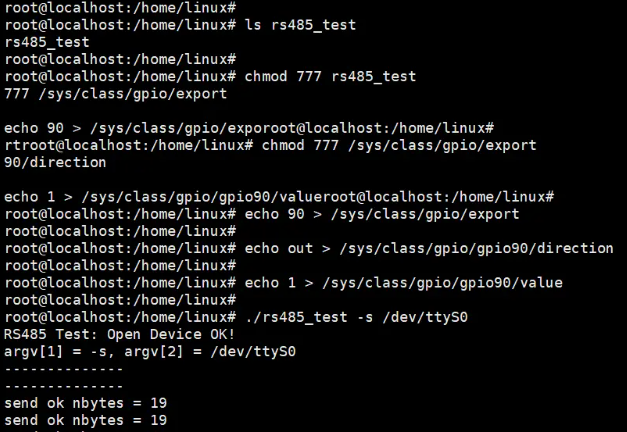 root@localhost:/home/linux#
root@localhost:/home/linux# ls rs485_test
rs485_test
root@localhost:/home/linux#
root@localhost:/home/linux# chmod 777 rs485_test
777 /sys/class/gpio/export
echo 90 > /sys/class/gpio/exporoot@localhost:/home/linux#
rtroot@localhost:/home/linux# chmod 777 /sys/class/gpio/export
90/direction
echo 1 > /sys/class/gpio/gpio90/valueroot@localhost:/home/linux#
root@localhost:/home/linux# echo 90 > /sys/class/gpio/export
root@localhost:/home/linux#
root@localhost:/home/linux# echo out > /sys/class/gpio/gpio90/direction
root@localhost:/home/linux#
root@localhost:/home/linux# echo 1 > /sys/class/gpio/gpio90/value
root@localhost:/home/linux#
root@localhost:/home/linux# ./rs485_test -s /dev/ttyS0
RS485 Test: Open Device OK!
argv[1] = -s, argv[2] = /dev/ttyS0
--------------
--------------
send ok nbytes = 19
send ok nbytes = 19